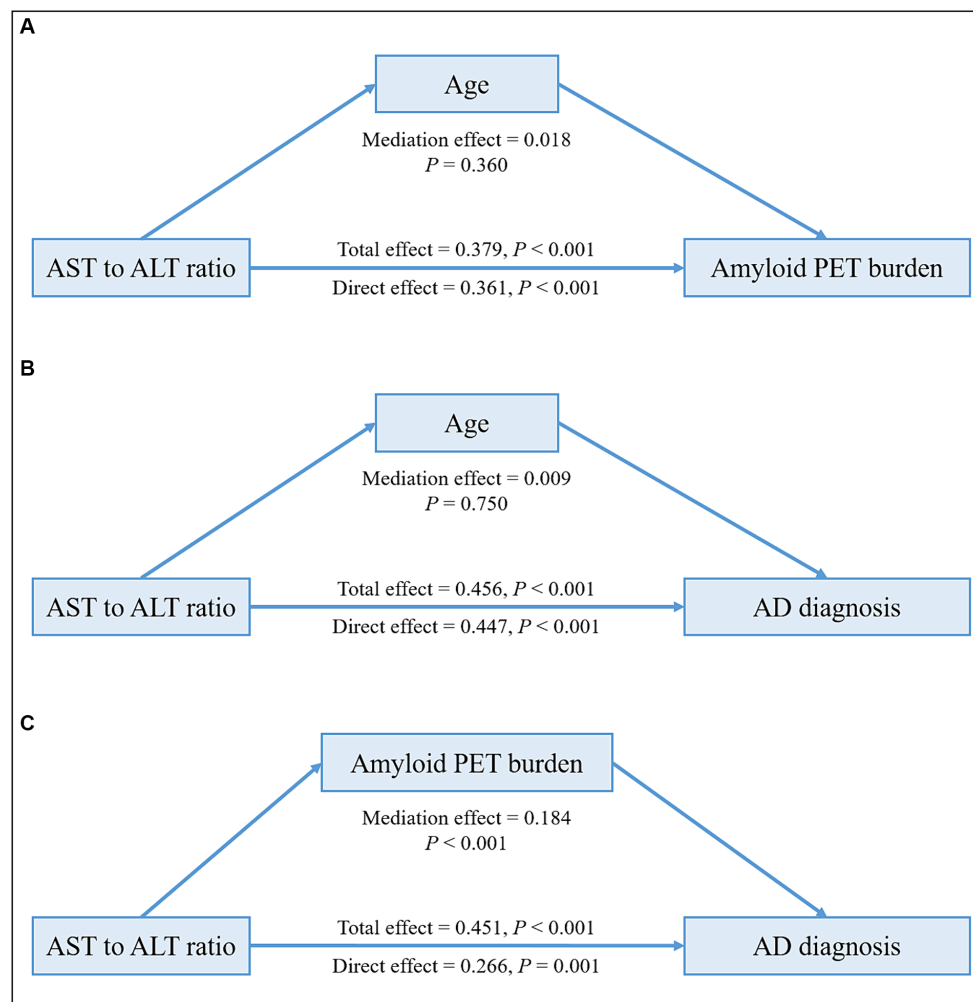 A
Age
Mediation effect = 0.018
P = 0.360
AST to ALT ratio
Total effect = 0.379, P < 0.001
Direct effect = 0.361, P < 0.001
Amyloid PET burden
B
Age
Mediation effect = 0.009
P = 0.750
AST to ALT ratio
Total effect = 0.456, P < 0.001
Direct effect = 0.447, P < 0.001
AD diagnosis
C
Amyloid PET burden
Mediation effect = 0.184
P < 0.001
AST to ALT ratio
Total effect = 0.451, P < 0.001
Direct effect = 0.266, P = 0.001
AD diagnosis